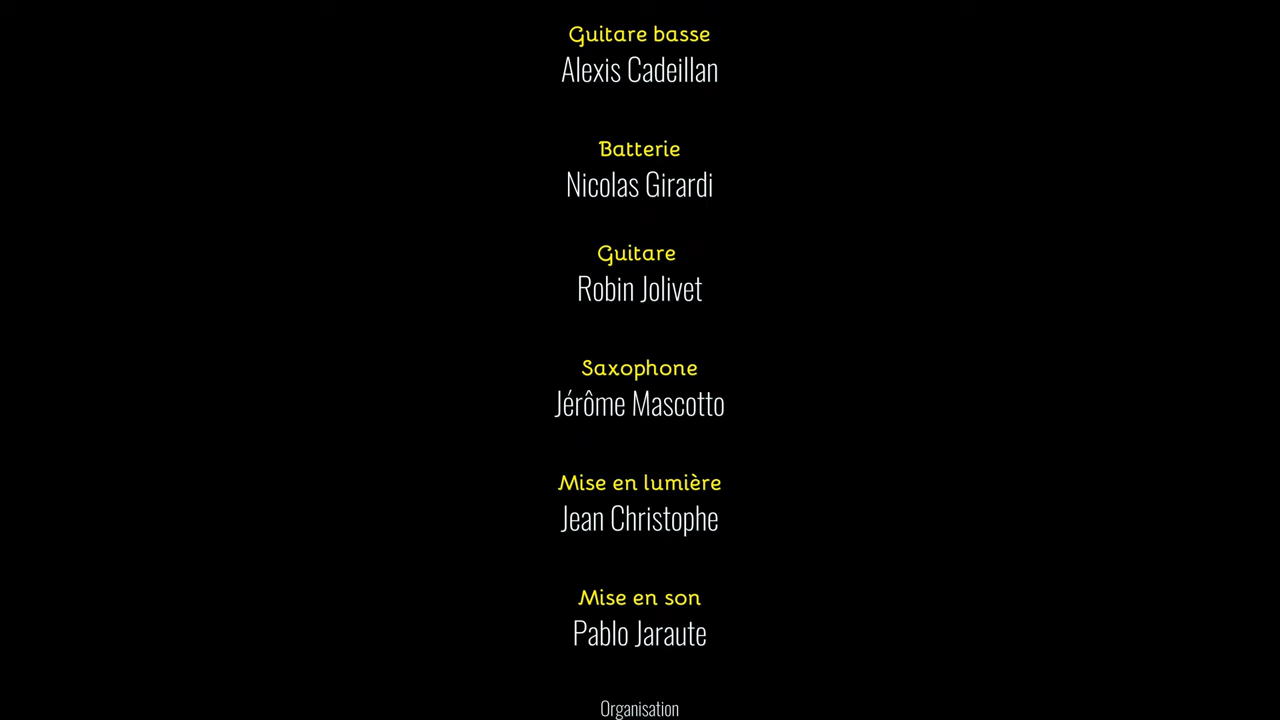 Guitare basse
Alexis Cadeillan
Batterie
Nicolas Girardi
Guitare
Robin Jolivet
Saxophone
Jérôme Mascotto
Mise en lumière
Jean Christophe
Mise en son
Pablo Jaraute
Organisation